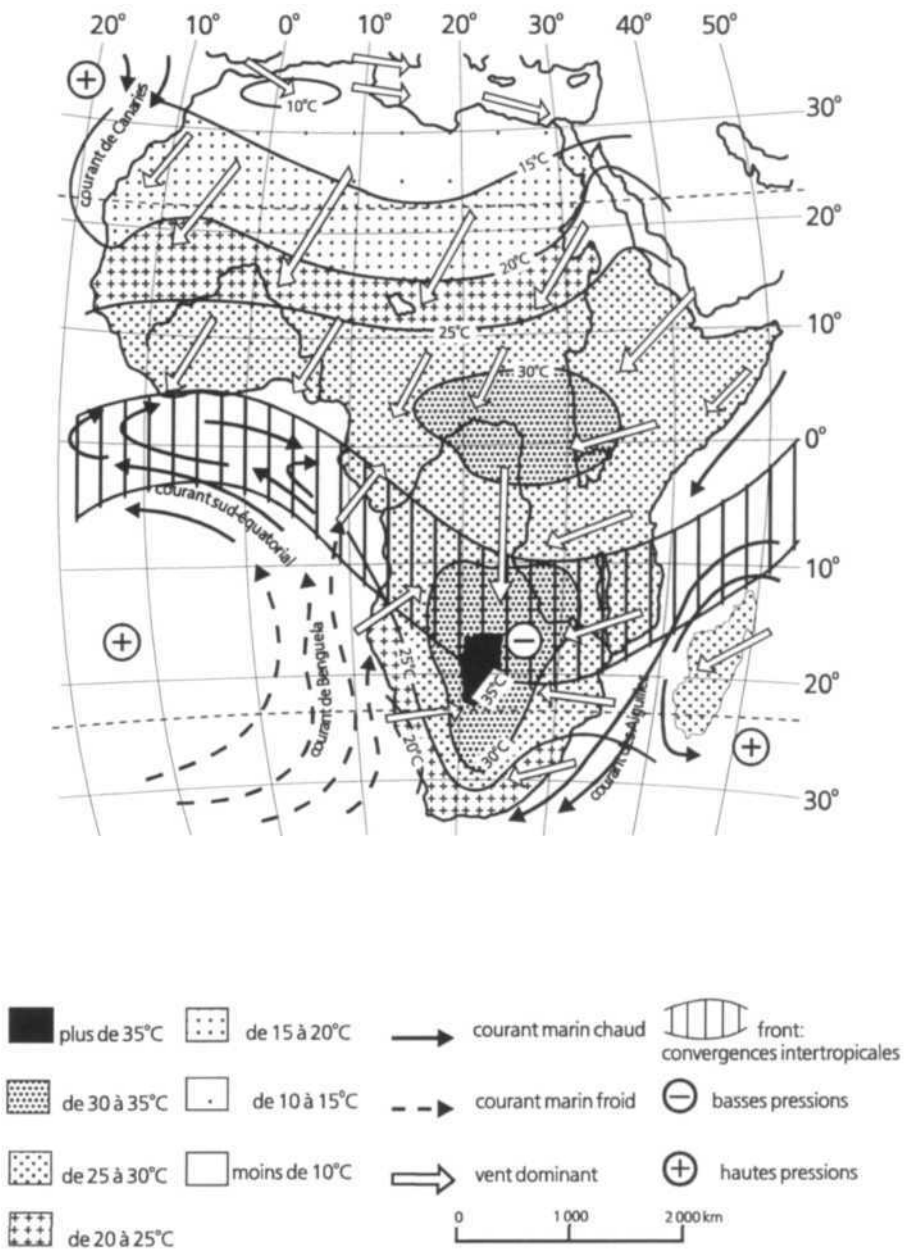 20° 10° 0° 10° 20° 30° 40° 50°
10°C
30°
courant de Canaries
15°C
20°
20°C
10°
25°C
30°C
0°
courant sud-équatorial
10°
25°C
35°C
20°
courant de Benguela
20°C
30°C
courant des Aiguilles
30°
plus de 35°C
de 15 à 20°C
courant marin chaud
front:
convergences intertropicales
de 30 à 35°C
de 10 à 15°C
courant marin froid
basses pressions
de 25 à 30°C
moins de 10°C
vent dominant
hautes pressions
de 20 à 25°C
0 1 000 2 000 km